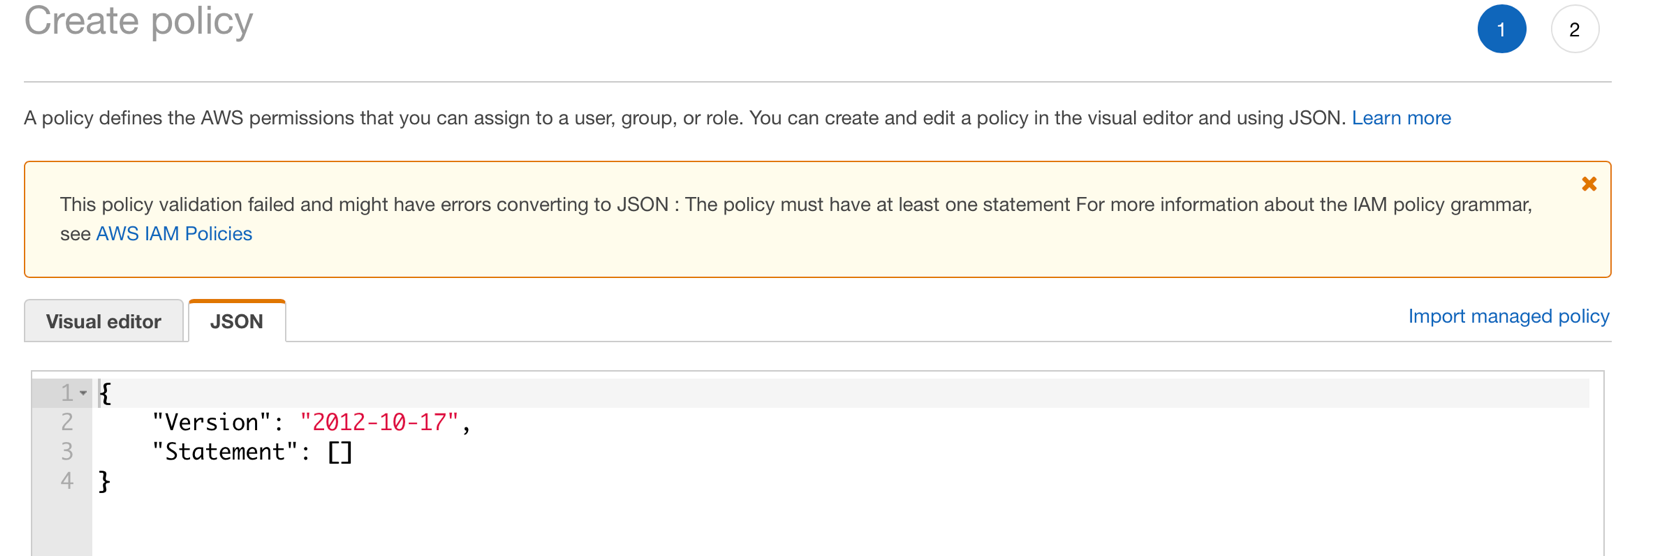 Create policy
1 2
A policy defines the AWS permissions that you can assign to a user, group, or role. You can create and edit a policy in the visual editor and using JSON. Learn more
This policy validation failed and might have errors converting to JSON : The policy must have at least one statement For more information about the IAM policy grammar,
see AWS IAM Policies
Visual editor JSON Import managed policy
1 {
2     "Version": "2012-10-17",
3     "Statement": []
4 }